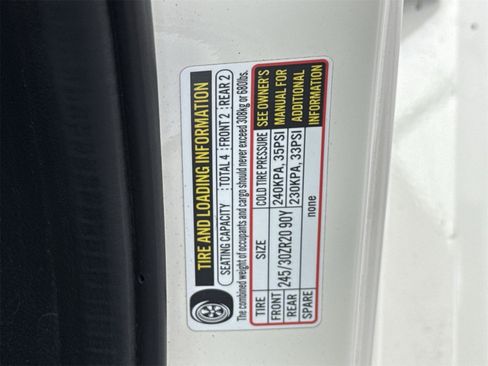 TIRE AND LOADING INFORMATION
SEATING CAPACITY : TOTAL 4 : FRONT 2 : REAR 2
The combined weight of occupants and cargo should never exceed 308kg or 680lbs.
TIRE SIZE COLD TIRE PRESSURE
FRONT 245/30ZR20 90Y 240KPA, 35PSI
REAR 230KPA, 33PSI
SPARE none
SEE OWNER'S
MANUAL FOR
ADDITIONAL
INFORMATION